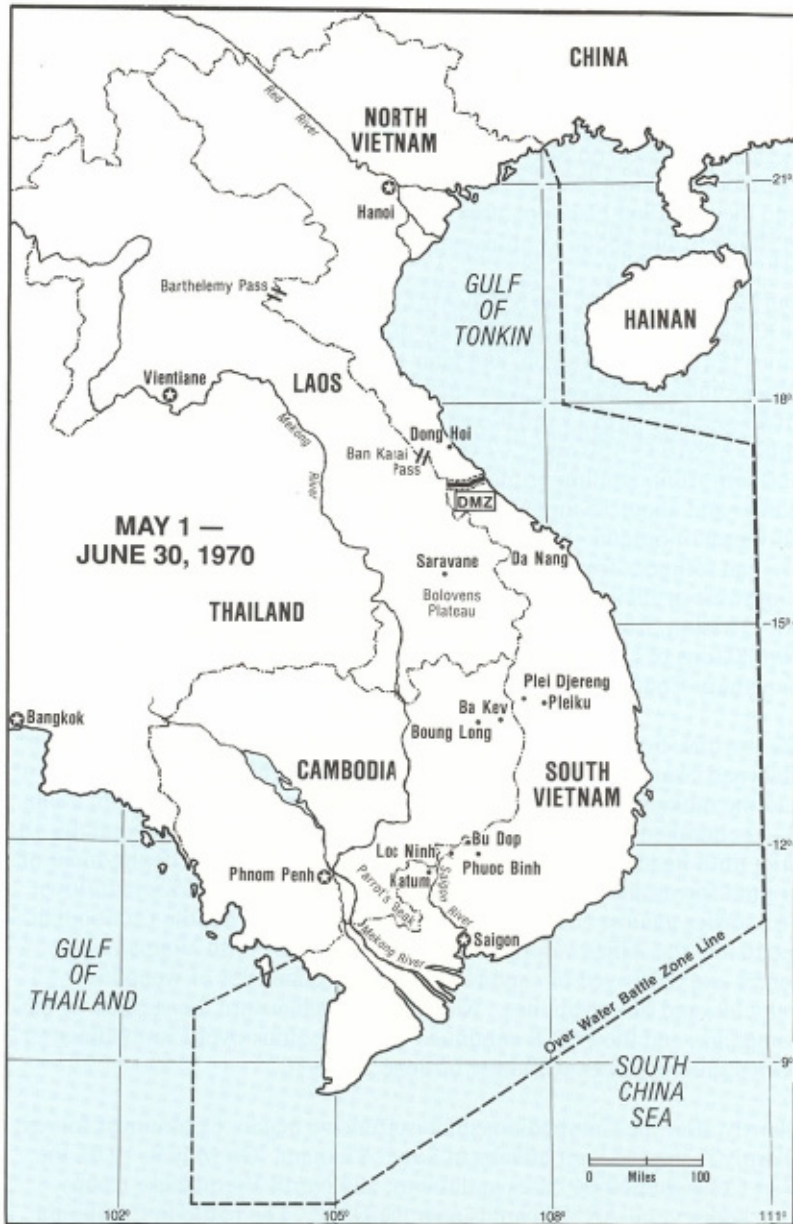 CHINA
Red
River
NORTH
VIETNAM
21°
Hanoi
Barthelemy Pass
GULF
OF
TONKIN
HAINAN
Vientiane
LAOS
18°
Mekong
River
Dong Hoi
Ban Karai
Pass
DMZ
MAY 1 —
JUNE 30, 1970
Saravane
Da Nang
Bolovens
Plateau
THAILAND
15°
Plei Djereng
Pleiku
Ba Kev
Boung Long
Bangkok
CAMBODIA
SOUTH
VIETNAM
12°
Bu Dop
Loc Ninh
Phuoc Binh
Katum
Phnom Penh
Parrot's Beak
Saigon
River
Mekong River
Saigon
GULF
OF
THAILAND
Over Water Battle Zone Line
9°
SOUTH
CHINA
SEA
0 Miles 100
102° 105° 108° 111°